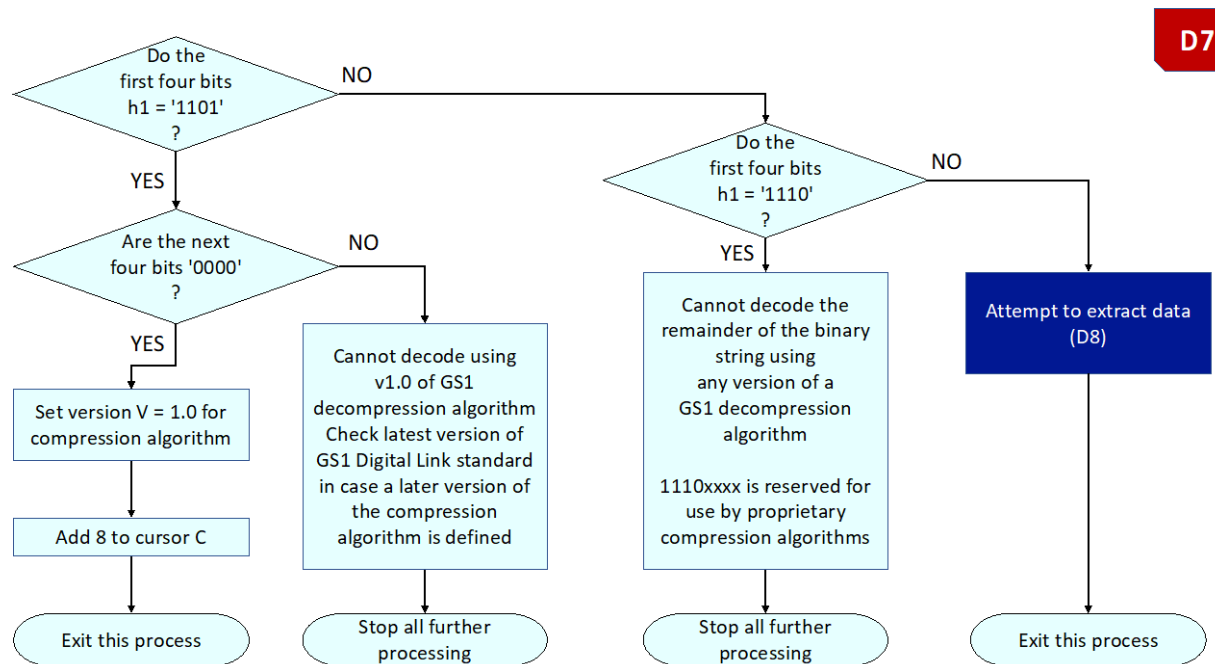 D7
Do the
first four bits
h1 = '1101'
?
NO
YES
Do the
first four bits
h1 = '1110'
?
NO
YES
Are the next
four bits '0000'
?
NO
YES
Set version V = 1.0 for
compression algorithm
Add 8 to cursor C
Exit this process
Cannot decode using
v1.0 of GS1
decompression algorithm
Check latest version of
GS1 Digital Link standard
in case a later version of
the compression
algorithm is defined
Stop all further
processing
Cannot decode the
remainder of the binary
string using
any version of a
GS1 decompression
algorithm
1110xxxx is reserved for
use by proprietary
compression algorithms
Stop all further
processing
Attempt to extract data
(D8)
Exit this process